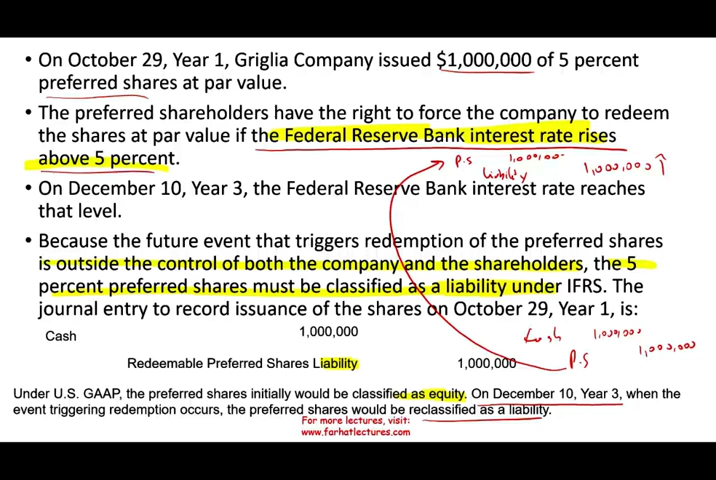 • On October 29, Year 1, Griglia Company issued $1,000,000 of 5 percent
preferred shares at par value.
• The preferred shareholders have the right to force the company to redeem
the shares at par value if the Federal Reserve Bank interest rate rises
above 5 percent.
P.S 1,000,000
liability 1,000,000
• On December 10, Year 3, the Federal Reserve Bank interest rate reaches
that level.
• Because the future event that triggers redemption of the preferred shares
is outside the control of both the company and the shareholders, the 5
percent preferred shares must be classified as a liability under IFRS. The
journal entry to record issuance of the shares on October 29, Year 1, is:
Cash 1,000,000
Redeemable Preferred Shares Liability 1,000,000
Cash 1,000,000
P.S 1,000,000
Under U.S. GAAP, the preferred shares initially would be classified as equity. On December 10, Year 3, when the
event triggering redemption occurs, the preferred shares would be reclassified as a liability.
For more lectures, visit:
www.farhatlectures.com